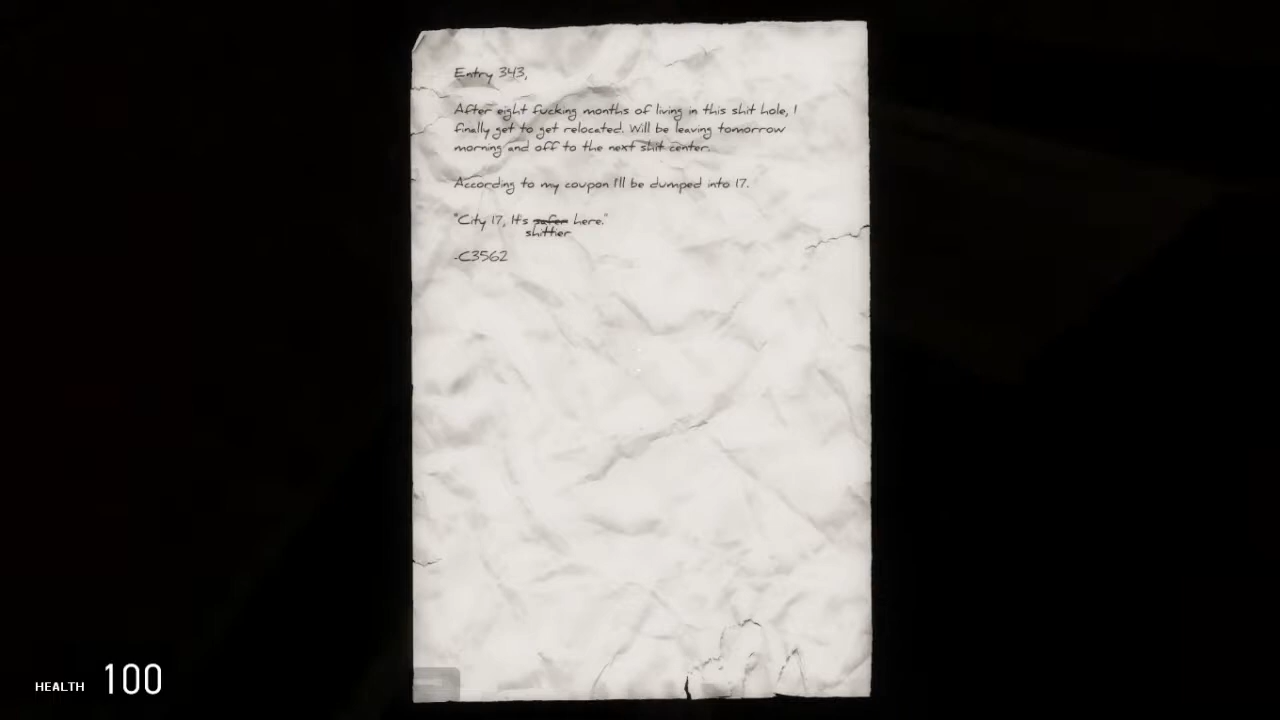 Entry 343,
After eight fucking months of living in this shit hole, I
finally get to get relocated. Will be leaving tomorrow
morning and off to the next shit center.
According to my coupon I'll be dumped into 17.
"City 17, It's safer here."
shittier
-C3562
HEALTH 100